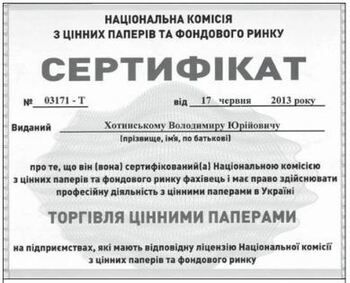 НАЦІОНАЛЬНА КОМІСІЯ
З ЦІННИХ ПАПЕРІВ ТА ФОНДОВОГО РИНКУ
СЕРТИФІКАТ
№ 03171 - Т від 17 червня 2013 року
Виданий Хотинському Володимиру Юрійовичу
(прізвище, ім'я, по батькові)
про те, що він (вона) сертифікований(а) Національною комісією
з цінних паперів та фондового ринку фахівець і має право здійснювати
професійну діяльність з цінними паперами в Україні
ТОРГІВЛЯ ЦІННИМИ ПАПЕРАМИ
на підприємствах, які мають відповідну ліцензію Національної комісії
з цінних паперів та фондового ринку